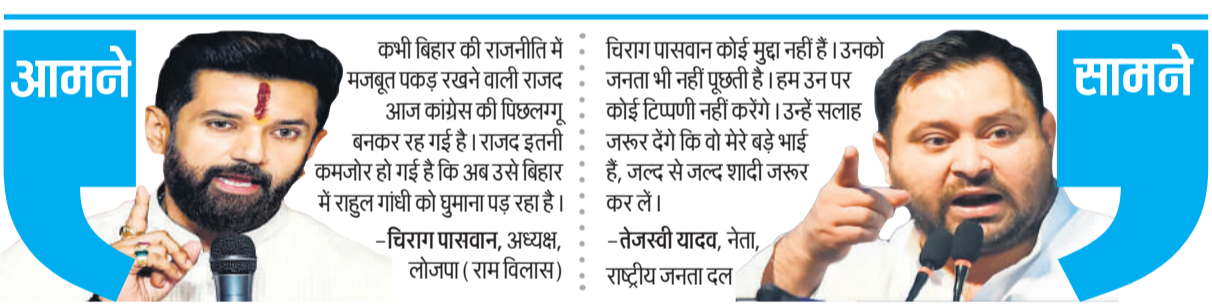 आमने
कभी बिहार की राजनीति में
मजबूत पकड़ रखने वाली राजद
आज कांग्रेस की पिछलग्गू
बनकर रह गई है। राजद इतनी
कमजोर हो गई है कि अब उसे बिहार
में राहुल गांधी को घुमाना पड़ रहा है।
–चिराग पासवान, अध्यक्ष,
लोजपा (राम विलास)
चिराग पासवान कोई मुद्दा नहीं हैं। उनको
जनता भी नहीं पूछती है। हम उन पर
कोई टिप्पणी नहीं करेंगे। उन्हें सलाह
जरूर देंगे कि वो मेरे बड़े भाई
हैं, जल्द से जल्द शादी जरूर
कर लें।
–तेजस्वी यादव, नेता,
राष्ट्रीय जनता दल
सामने